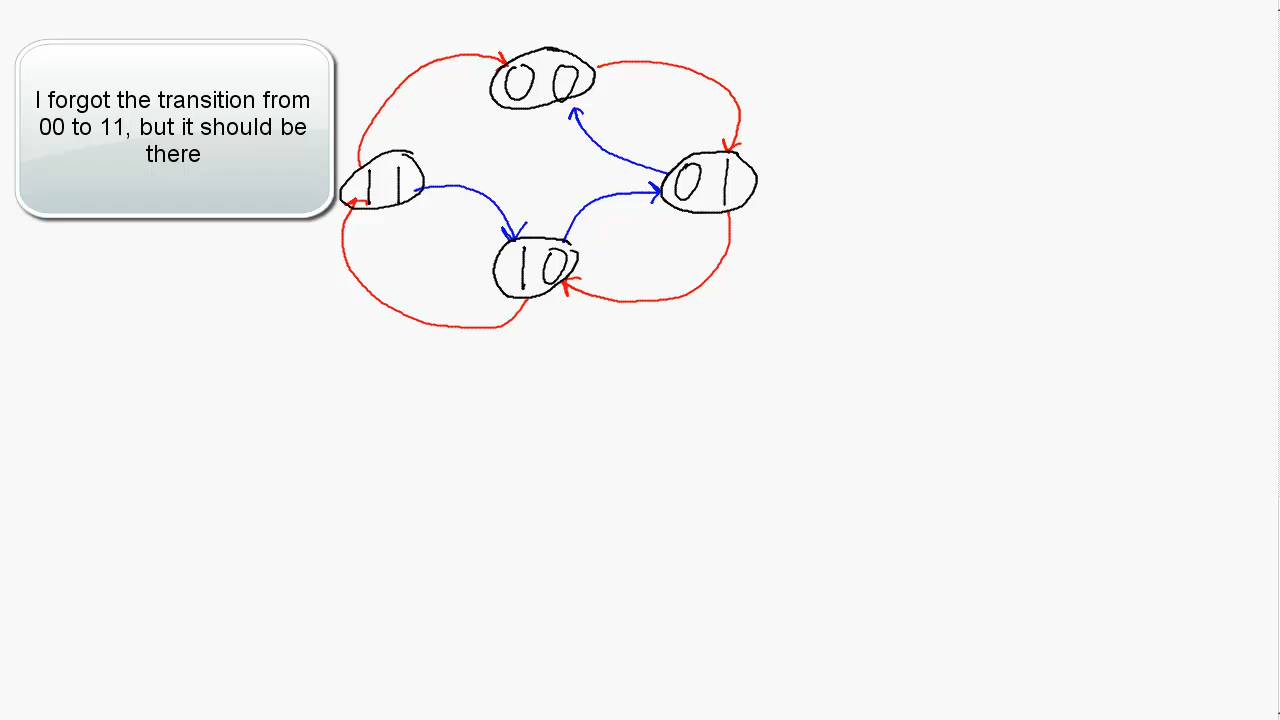 I forgot the transition from
00 to 11, but it should be
there
00
11
01
10